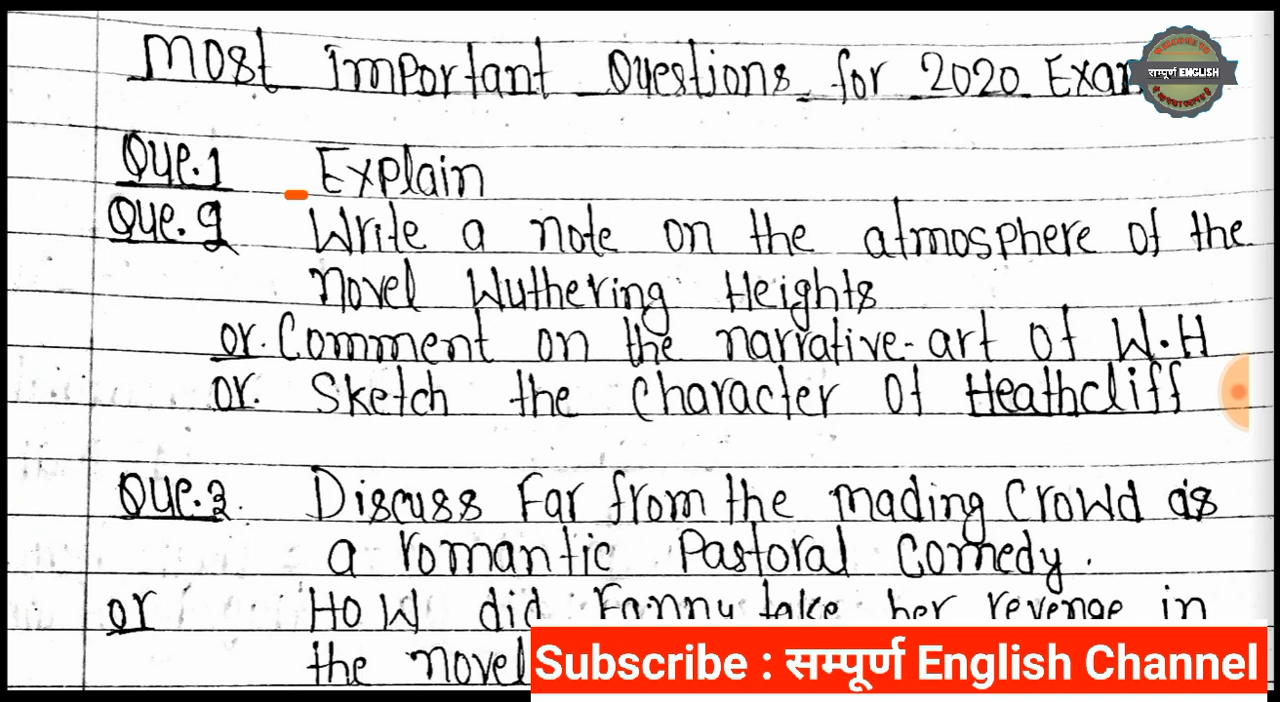 Most Important Questions for 2020 Exam
सम्पूर्ण ENGLISH
Que.1 Explain
Que.2 Write a note on the atmosphere of the
novel Wuthering Heights
or. Comment on the narrative-art of W.H
or. Sketch the character of Heathcliff
Que.3. Discuss Far from the mading crowd as
a romantic Pastoral Comedy.
or How did Fanny take her revenge in
the novel
Subscribe : सम्पूर्ण English Channel